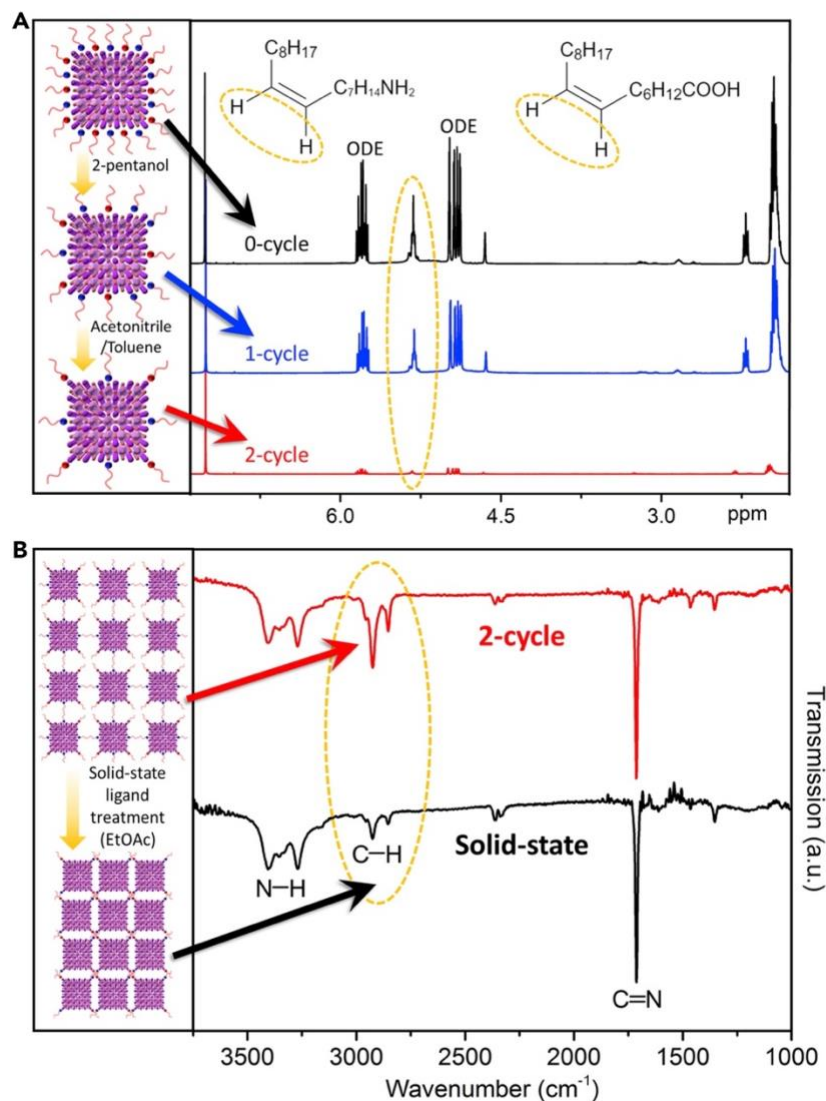 A
2-pentanol
Acetonitrile
/Toluene
C₈H₁₇
H
C₇H₁₄NH₂
H
C₈H₁₇
H
C₆H₁₂COOH
H
ODE
ODE
0-cycle
1-cycle
2-cycle
6.0
4.5
3.0
ppm
B
Solid-state
ligand
treatment
(EtOAc)
2-cycle
Solid-state
N–H
C–H
C=N
Transmission (a.u.)
3500
3000
2500
2000
1500
1000
Wavenumber (cm⁻¹)